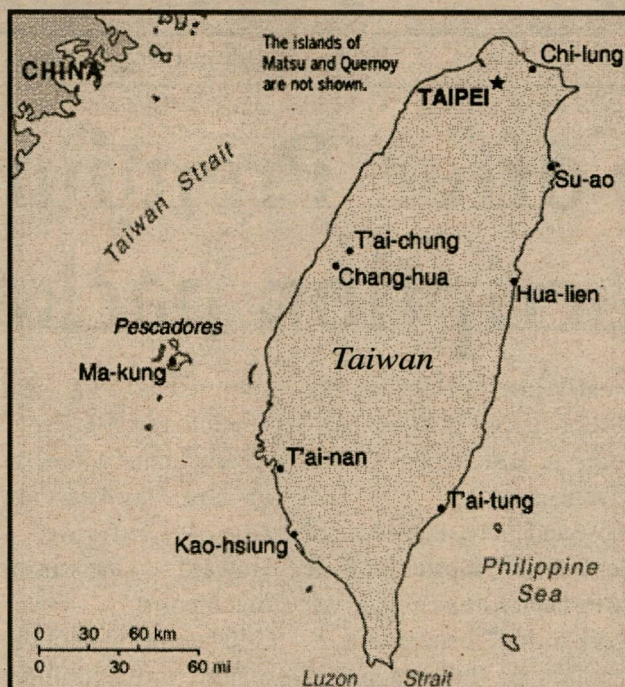 The islands of
Matsu and Quemoy
are not shown.
CHINA
Chi-lung
TAIPEI
Taiwan Strait
Su-ao
T'ai-chung
Chang-hua
Hua-lien
Pescadores
Ma-kung
Taiwan
T'ai-nan
T'ai-tung
Kao-hsiung
Philippine
Sea
0 30 60 km
0 30 60 mi
Luzon Strait